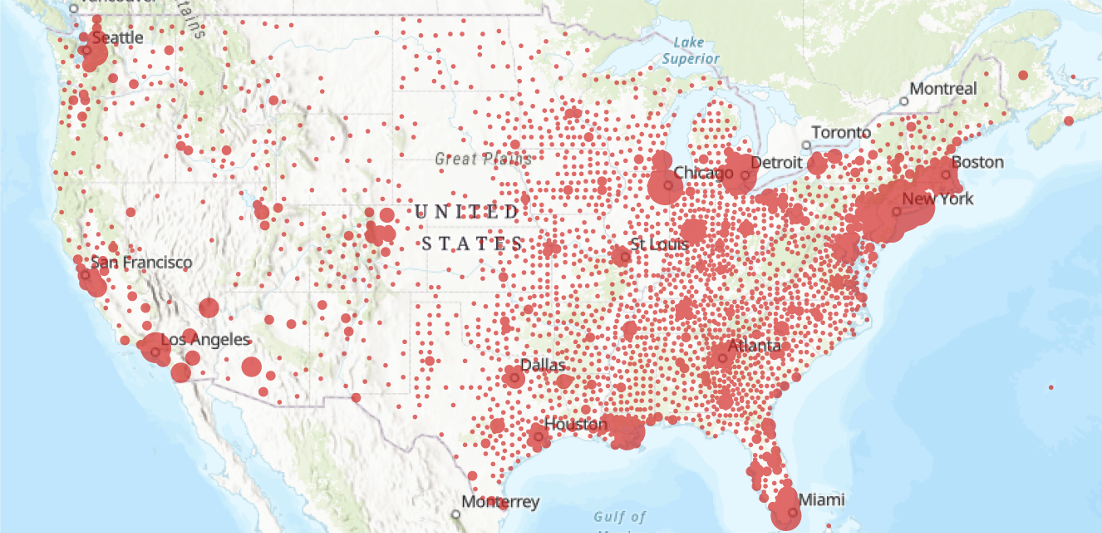 Vancouver
Seattle
Lake
Superior
Montreal
Toronto
Great Plains
Chicago
Detroit
Boston
New York
UNITED
STATES
St Louis
San Francisco
Los Angeles
Atlanta
Dallas
Houston
Monterrey
Miami
Gulf of